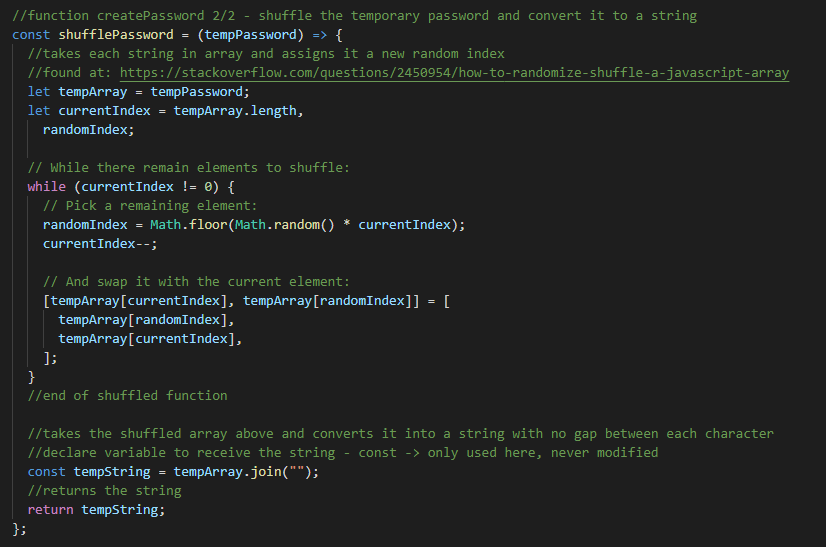 //function createPassword 2/2 - shuffle the temporary password and convert it to a string
const shufflePassword = (tempPassword) => {
  //takes each string in array and assigns it a new random index
  //found at: https://stackoverflow.com/questions/2450954/how-to-randomize-shuffle-a-javascript-array
  let tempArray = tempPassword;
  let currentIndex = tempArray.length,
    randomIndex;

  // While there remain elements to shuffle:
  while (currentIndex != 0) {
    // Pick a remaining element:
    randomIndex = Math.floor(Math.random() * currentIndex);
    currentIndex--;

    // And swap it with the current element:
    [tempArray[currentIndex], tempArray[randomIndex]] = [
      tempArray[randomIndex],
      tempArray[currentIndex],
    ];
  }
  //end of shuffled function

  //takes the shuffled array above and converts it into a string with no gap between each character
  //declare variable to receive the string - const -> only used here, never modified
  const tempString = tempArray.join("");
  //returns the string
  return tempString;
};